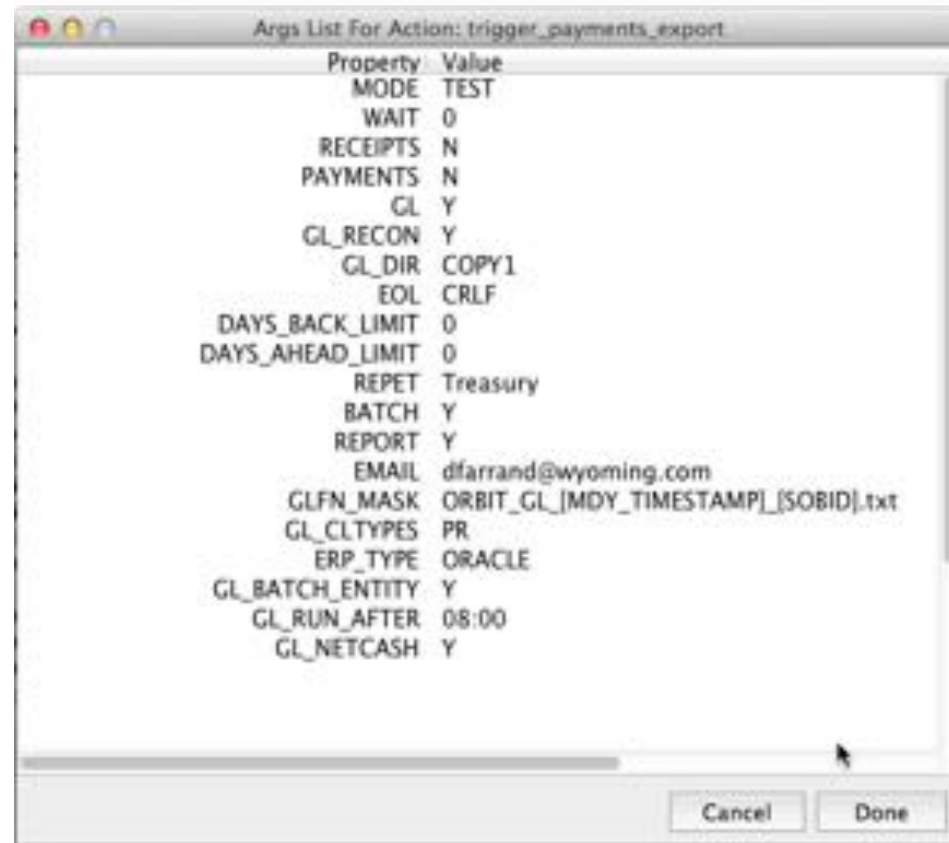 Args List For Action: trigger_payments_export
Property Value
MODE TEST
WAIT 0
RECEIPTS N
PAYMENTS N
GL Y
GL_RECON Y
GL_DIR COPY1
EOL CRLF
DAYS_BACK_LIMIT 0
DAYS_AHEAD_LIMIT 0
REPET Treasury
BATCH Y
REPORT Y
EMAIL dfarrand@wyoming.com
GLFN_MASK ORBIT_GL_[MDY_TIMESTAMP]_[SOBID].txt
GL_CLTYPES PR
ERP_TYPE ORACLE
GL_BATCH_ENTITY Y
GL_RUN_AFTER 08:00
GL_NETCASH Y
Cancel Done